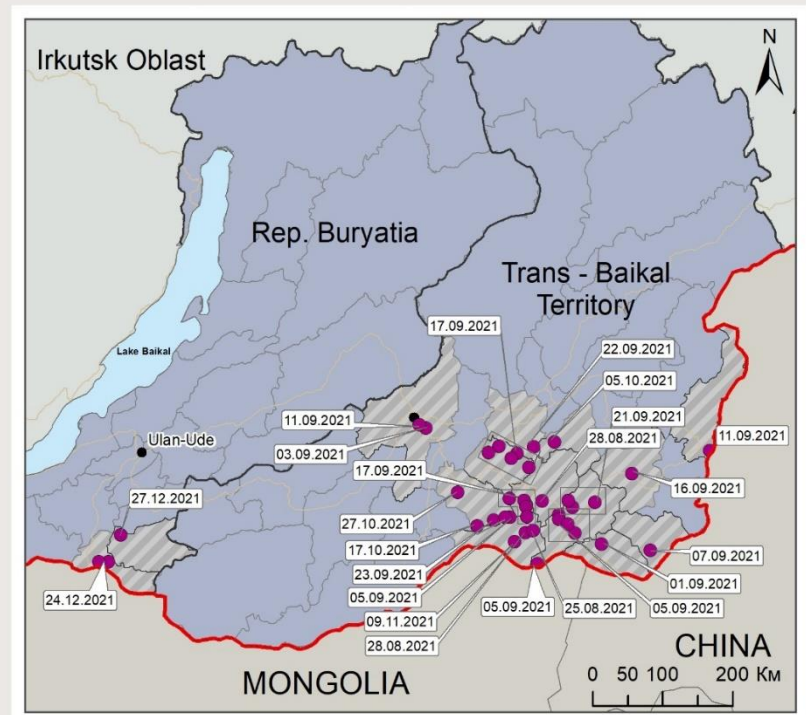 Irkutsk Oblast
N
Rep. Buryatia
Trans - Baikal
Territory
Lake Baikal
Ulan-Ude
17.09.2021
22.09.2021
05.10.2021
21.09.2021
28.08.2021
11.09.2021
11.09.2021
03.09.2021
17.09.2021
16.09.2021
27.12.2021
27.10.2021
17.10.2021
23.09.2021
07.09.2021
01.09.2021
05.09.2021
24.12.2021
09.11.2021
05.09.2021
25.08.2021
05.09.2021
28.08.2021
MONGOLIA
CHINA
0 50 100 200 Км